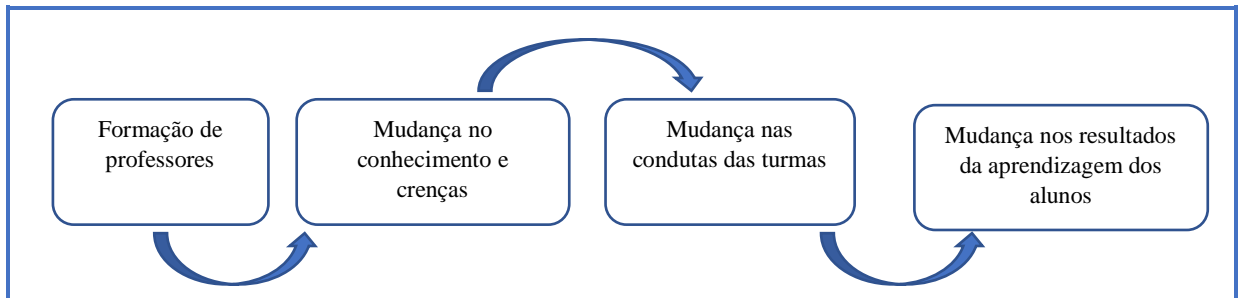 Formação de
professores
Mudança no
conhecimento e
crenças
Mudança nas
condutas das turmas
Mudança nos resultados
da aprendizagem dos
alunos